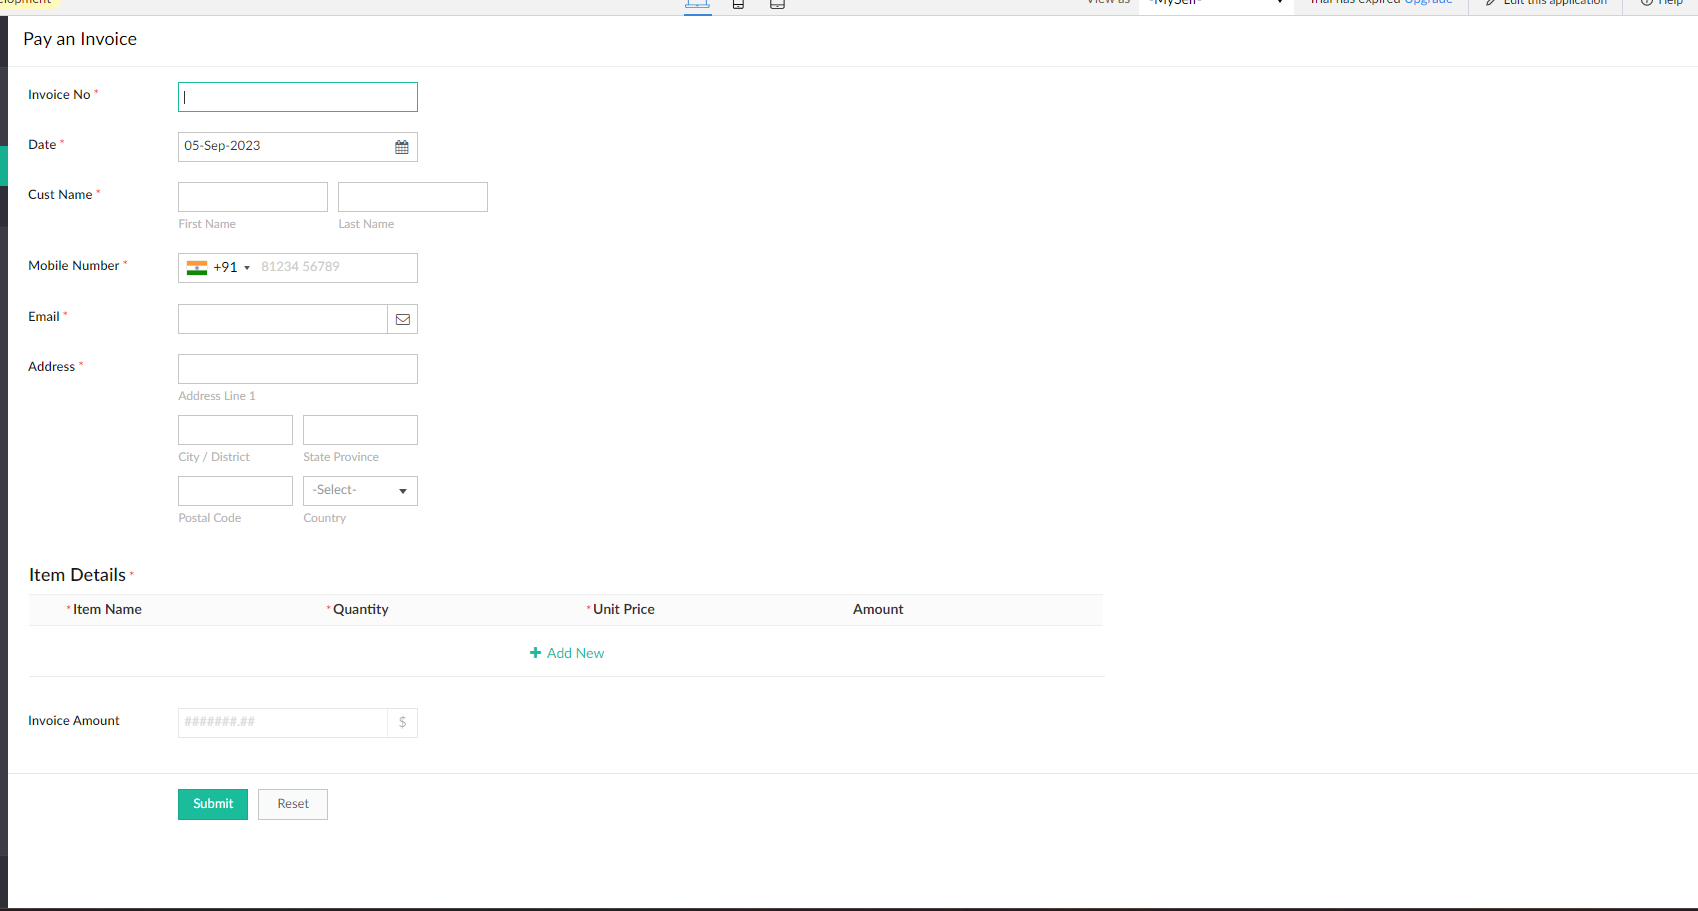 View as -Myself- Trial has expired Upgrade Edit this application Help
Pay an Invoice
Invoice No *
Date * 05-Sep-2023
Cust Name *
First Name Last Name
Mobile Number * +91 81234 56789
Email *
Address *
Address Line 1
City / District State Province
-Select-
Postal Code Country
Item Details *
* Item Name * Quantity * Unit Price Amount
+ Add New
Invoice Amount #######.## $
Submit Reset